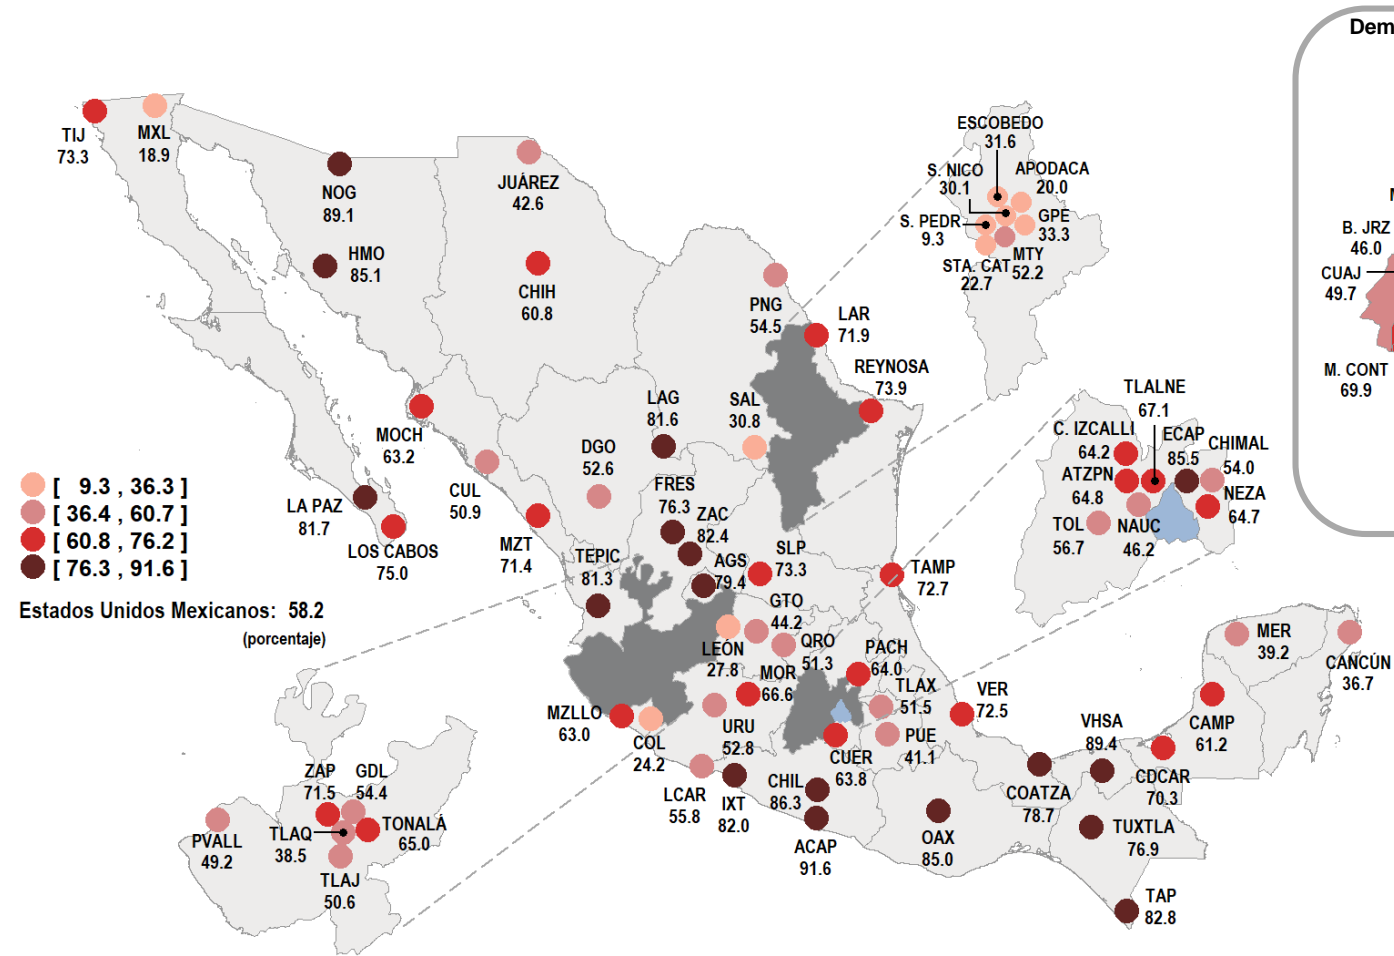 Dem
TIJ
73.3
MXL
18.9
NOG
89.1
HMO
85.1
JUÁREZ
42.6
CHIH
60.8
ESCOBEDO
31.6
S. NICO
30.1
APODACA
20.0
S. PEDR
9.3
GPE
33.3
STA. CAT
22.7
MTY
52.2
M
B. JRZ
46.0
CUAJ
49.7
M. CONT
69.9
PNG
54.5
LAR
71.9
REYNOSA
73.9
LAG
81.6
SAL
30.8
MOCH
63.2
DGO
52.6
CUL
50.9
FRES
76.3
ZAC
82.4
LA PAZ
81.7
LOS CABOS
75.0
MZT
71.4
TEPIC
81.3
AGS
79.4
SLP
73.3
TAMP
72.7
TLALNE
67.1
C. IZCALLI
64.2
ECAP
85.5
CHIMAL
54.0
ATZPN
64.8
NEZA
64.7
TOL
56.7
NAUC
46.2
[ 9.3 , 36.3 ]
[ 36.4 , 60.7 ]
[ 60.8 , 76.2 ]
[ 76.3 , 91.6 ]
Estados Unidos Mexicanos: 58.2
(porcentaje)
GTO
44.2
LEÓN
27.8
QRO
51.3
PACH
64.0
MOR
66.6
TLAX
51.5
MZLLO
63.0
COL
24.2
URU
52.8
CUER
63.8
PUE
41.1
VER
72.5
MER
39.2
CANCÚN
36.7
CAMP
61.2
VHSA
89.4
CDCAR
70.3
COATZA
78.7
LCAR
55.8
IXT
82.0
CHIL
86.3
ACAP
91.6
OAX
85.0
TUXTLA
76.9
TAP
82.8
ZAP
71.5
GDL
54.4
PVALL
49.2
TLAQ
38.5
TONALÁ
65.0
TLAJ
50.6